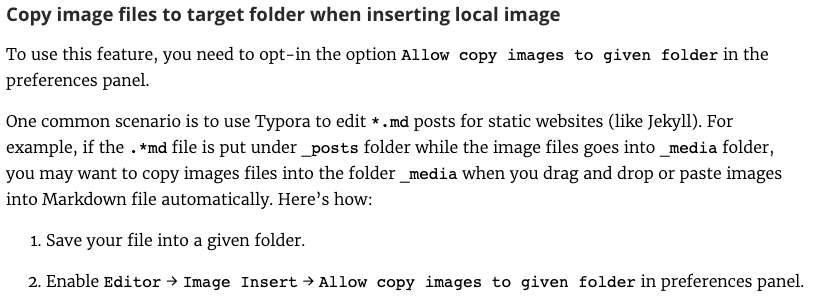 Copy image files to target folder when inserting local image
To use this feature, you need to opt-in the option Allow copy images to given folder in the
preferences panel.
One common scenario is to use Typora to edit *.md posts for static websites (like Jekyll). For
example, if the .*md file is put under _posts folder while the image files goes into _media folder,
you may want to copy images files into the folder _media when you drag and drop or paste images
into Markdown file automatically. Here’s how:
1. Save your file into a given folder.
2. Enable Editor → Image Insert → Allow copy images to given folder in preferences panel.